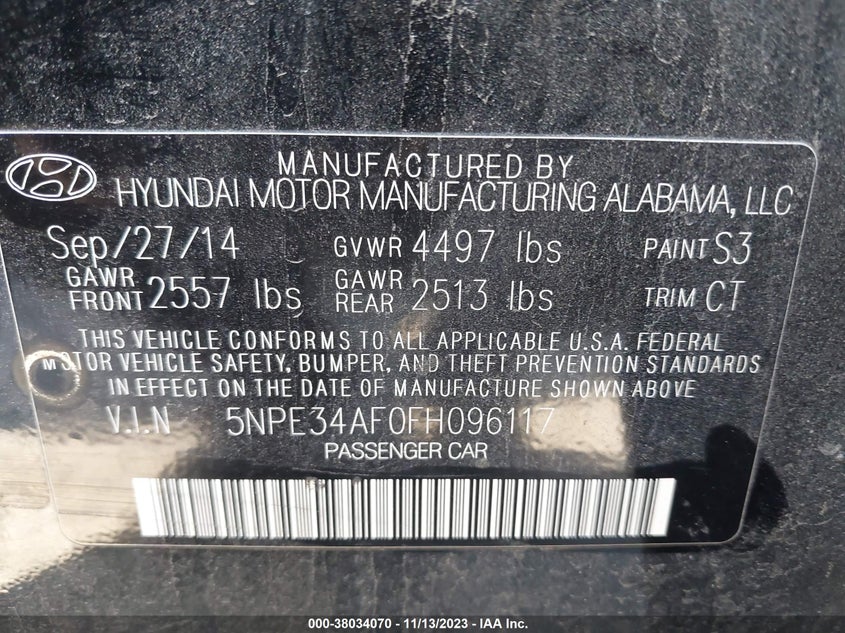 MANUFACTURED BY
HYUNDAI MOTOR MANUFACTURING ALABAMA, LLC
Sep/27/14 GVWR 4497 lbs PAINT S3
GAWR FRONT 2557 lbs GAWR REAR 2513 lbs TRIM CT
THIS VEHICLE CONFORMS TO ALL APPLICABLE U.S.A. FEDERAL
MOTOR VEHICLE SAFETY, BUMPER, AND THEFT PREVENTION STANDARDS
IN EFFECT ON THE DATE OF MANUFACTURE SHOWN ABOVE
V.I.N 5NPE34AF0FH096117
PASSENGER CAR
000-38034070 - 11/13/2023 - IAA Inc.